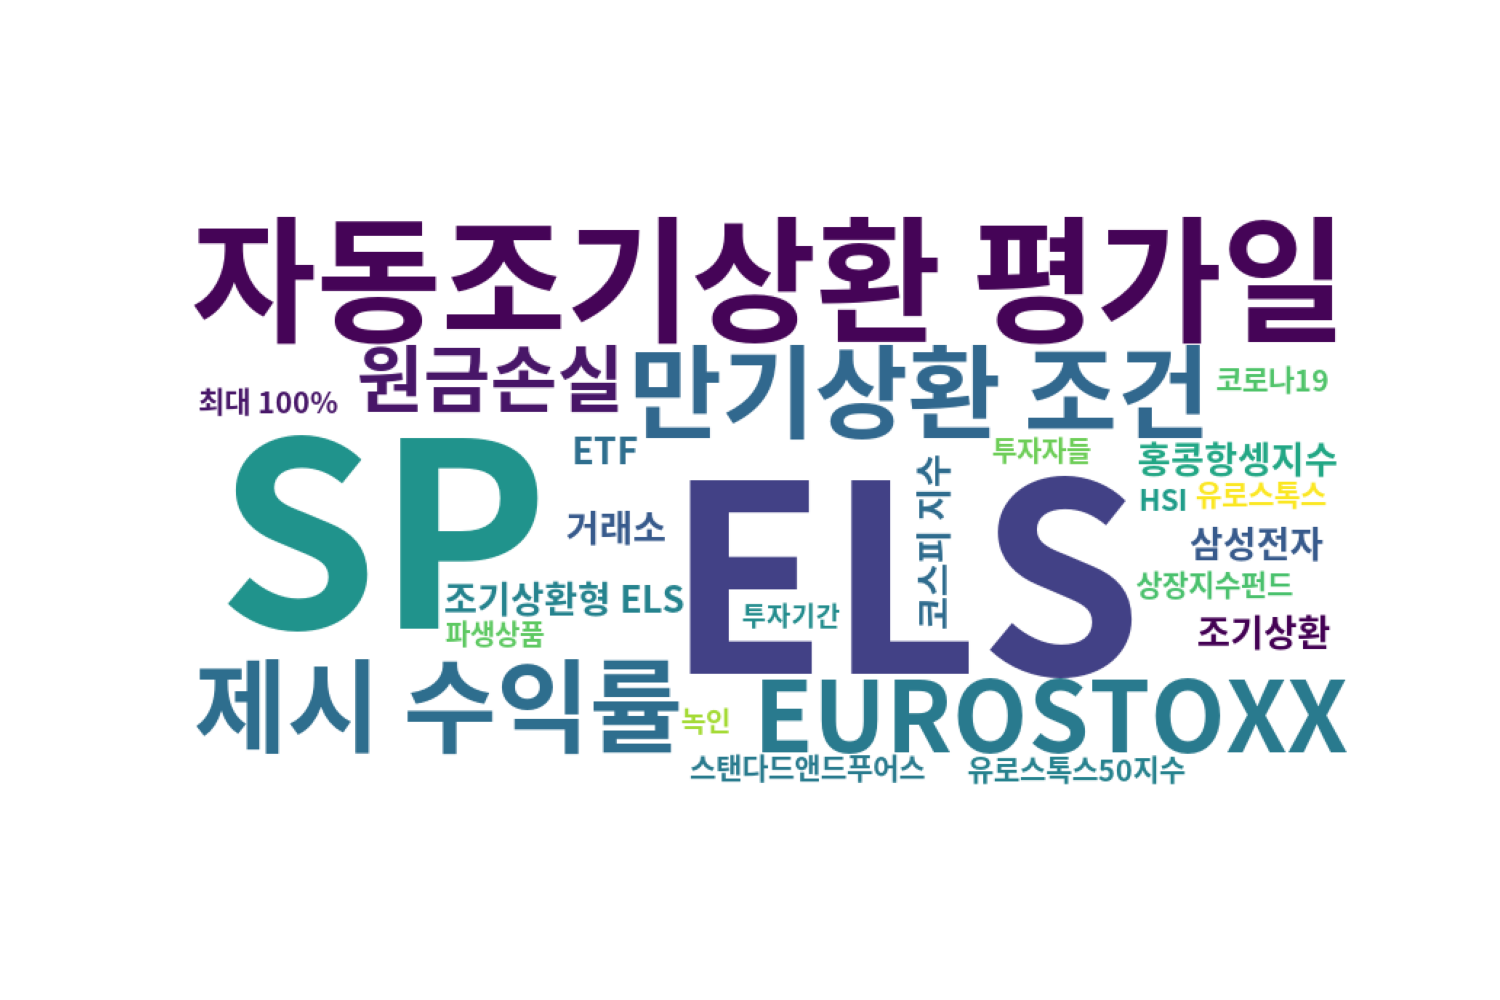 자동조기상환 평가일
원금손실
만기상환 조건
최대 100%
코로나19
SP
ETF
투자자들
홍콩항셍지수
코스피 지수
ELS
HSI
유로스톡스
거래소
삼성전자
조기상환형 ELS
상장지수펀드
투자기간
파생상품
조기상환
제시 수익률
녹인
EUROSTOXX
스탠다드앤드푸어스
유로스톡스50지수